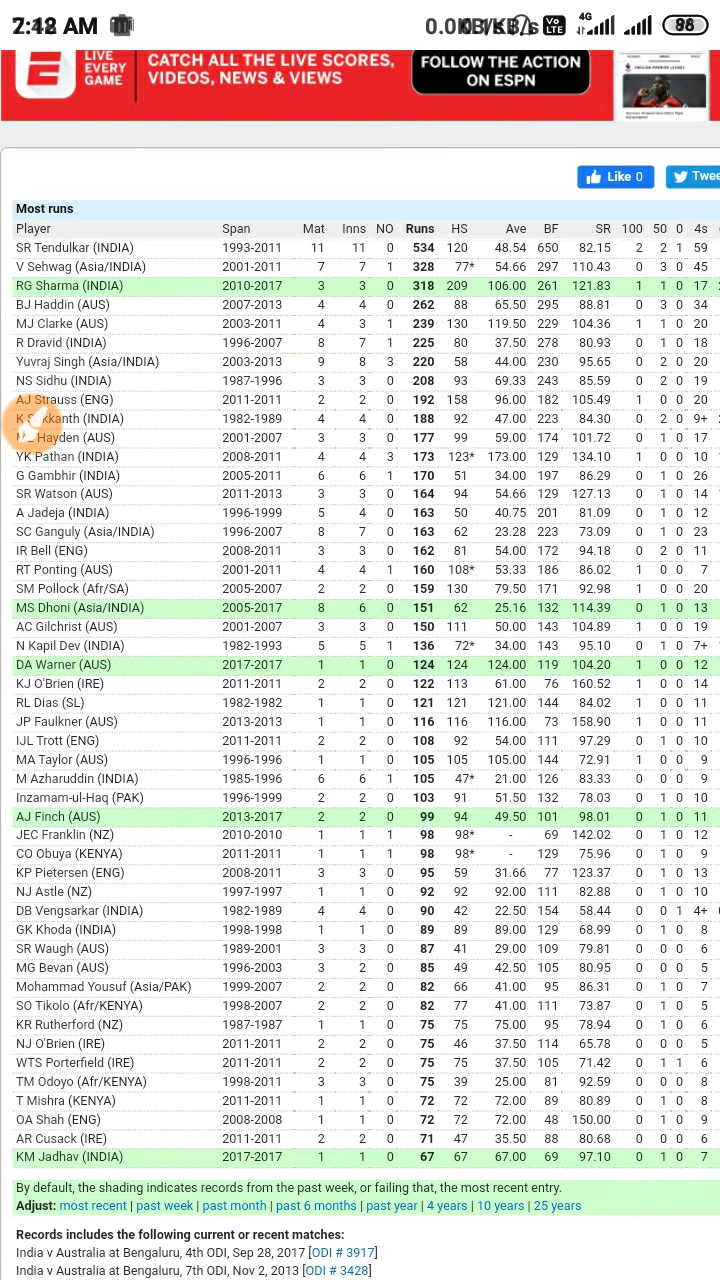 2:42 AM 86
LIVE EVERY GAME
CATCH ALL THE LIVE SCORES, VIDEOS, NEWS & VIEWS
FOLLOW THE ACTION ON ESPN
Like 0 Twee
Most runs
Player Span Mat Inns NO Runs HS Ave BF SR 100 50 0 4s
SR Tendulkar (INDIA) 1993-2011 11 11 0 534 120 48.54 650 82.15 2 2 1 59
V Sehwag (Asia/INDIA) 2001-2011 7 7 1 328 77* 54.66 297 110.43 0 3 0 45
RG Sharma (INDIA) 2010-2017 3 3 0 318 209 106.00 261 121.83 1 1 0 17
BJ Haddin (AUS) 2007-2013 4 4 0 262 88 65.50 295 88.81 0 3 0 34
MJ Clarke (AUS) 2003-2011 4 3 1 239 130 119.50 229 104.36 1 1 0 20
R Dravid (INDIA) 1996-2007 8 7 1 225 80 37.50 278 80.93 0 1 0 18
Yuvraj Singh (Asia/INDIA) 2003-2013 9 8 3 220 58 44.00 230 95.65 0 2 0 20
NS Sidhu (INDIA) 1987-1996 3 3 0 208 93 69.33 243 85.59 0 2 0 19
AJ Strauss (ENG) 2011-2011 2 2 0 192 158 96.00 182 105.49 1 0 0 20
K (INDIA) 1982-1989 4 4 0 188 92 47.00 223 84.30 0 2 0 9+
Hayden (AUS) 2001-2007 3 3 0 177 99 59.00 174 101.72 0 1 0 17
YK Pathan (INDIA) 2008-2011 4 4 3 173 123* 173.00 129 134.10 1 0 0 10
G Gambhir (INDIA) 2005-2011 6 6 1 170 51 34.00 197 86.29 0 1 0 26
SR Watson (AUS) 2011-2013 3 3 0 164 94 54.66 129 127.13 0 1 0 14
A Jadeja (INDIA) 1996-1999 5 4 0 163 50 40.75 201 81.09 0 1 0 12
SC Ganguly (Asia/INDIA) 1996-2007 8 7 0 163 62 23.28 223 73.09 0 1 0 23
IR Bell (ENG) 2008-2011 3 3 0 162 81 54.00 172 94.18 0 2 0 11
RT Ponting (AUS) 2001-2011 4 4 1 160 108* 53.33 186 86.02 1 0 0 7
SM Pollock (Afr/SA) 2005-2007 2 2 0 159 130 79.50 171 92.98 1 0 0 20
MS Dhoni (Asia/INDIA) 2005-2017 8 6 0 151 62 25.16 132 114.39 0 1 0 13
AC Gilchrist (AUS) 2001-2007 3 3 0 150 111 50.00 143 104.89 1 0 0 19
N Kapil Dev (INDIA) 1982-1993 5 5 1 136 72* 34.00 143 95.10 0 1 0 7+
DA Warner (AUS) 2017-2017 1 1 0 124 124 124.00 119 104.20 1 0 0 12
KJ O'Brien (IRE) 2011-2011 2 2 0 122 113 61.00 76 160.52 1 0 0 14
RL Dias (SL) 1982-1982 1 1 0 121 121 121.00 144 84.02 1 0 0 11
JP Faulkner (AUS) 2013-2013 1 1 0 116 116 116.00 73 158.90 1 0 0 11
IJL Trott (ENG) 2011-2011 2 2 0 108 92 54.00 111 97.29 0 1 0 10
MA Taylor (AUS) 1996-1996 1 1 0 105 105 105.00 144 72.91 1 0 0 9
M Azharuddin (INDIA) 1985-1996 6 6 1 105 47* 21.00 126 83.33 0 0 0 9
Inzamam-ul-Haq (PAK) 1996-1999 2 2 0 103 91 51.50 132 78.03 0 1 0 10
AJ Finch (AUS) 2013-2017 2 2 0 99 94 49.50 101 98.01 0 1 0 11
JEC Franklin (NZ) 2010-2010 1 1 1 98 98* - 69 142.02 0 1 0 12
CO Obuya (KENYA) 2011-2011 1 1 1 98 98* - 129 75.96 0 1 0 9
KP Pietersen (ENG) 2008-2011 3 3 0 95 59 31.66 77 123.37 0 1 0 13
NJ Astle (NZ) 1997-1997 1 1 0 92 92 92.00 111 82.88 0 1 0 10
DB Vengsarkar (INDIA) 1982-1989 4 4 0 90 42 22.50 154 58.44 0 0 1 4+
GK Khoda (INDIA) 1998-1998 1 1 0 89 89 89.00 129 68.99 0 1 0 8
SR Waugh (AUS) 1989-2001 3 3 0 87 41 29.00 109 79.81 0 0 0 6
MG Bevan (AUS) 1996-2003 3 2 0 85 49 42.50 105 80.95 0 0 0 5
Mohammad Yousuf (Asia/PAK) 1999-2007 2 2 0 82 66 41.00 95 86.31 0 1 0 7
SO Tikolo (Afr/KENYA) 1998-2007 2 2 0 82 77 41.00 111 73.87 0 1 0 5
KR Rutherford (NZ) 1987-1987 1 1 0 75 75 75.00 95 78.94 0 1 0 6
NJ O'Brien (IRE) 2011-2011 2 2 0 75 46 37.50 114 65.78 0 0 0 5
WTS Porterfield (IRE) 2011-2011 2 2 0 75 75 37.50 105 71.42 0 1 1 6
TM Odoyo (Afr/KENYA) 1998-2011 3 3 0 75 39 25.00 81 92.59 0 0 0 8
T Mishra (KENYA) 2011-2011 1 1 0 72 72 72.00 89 80.89 0 1 0 8
OA Shah (ENG) 2008-2008 1 1 0 72 72 72.00 48 150.00 0 1 0 9
AR Cusack (IRE) 2011-2011 2 2 0 71 47 35.50 88 80.68 0 0 0 6
KM Jadhav (INDIA) 2017-2017 1 1 0 67 67 67.00 69 97.10 0 1 0 7
By default, the shading indicates records from the past week, or failing that, the most recent entry.
Adjust: most recent | past week | past month | past 6 months | past year | 4 years | 10 years | 25 years
Records includes the following current or recent matches:
India v Australia at Bengaluru, 4th ODI, Sep 28, 2017 [ODI # 3917]
India v Australia at Bengaluru, 7th ODI, Nov 2, 2013 [ODI # 3428]